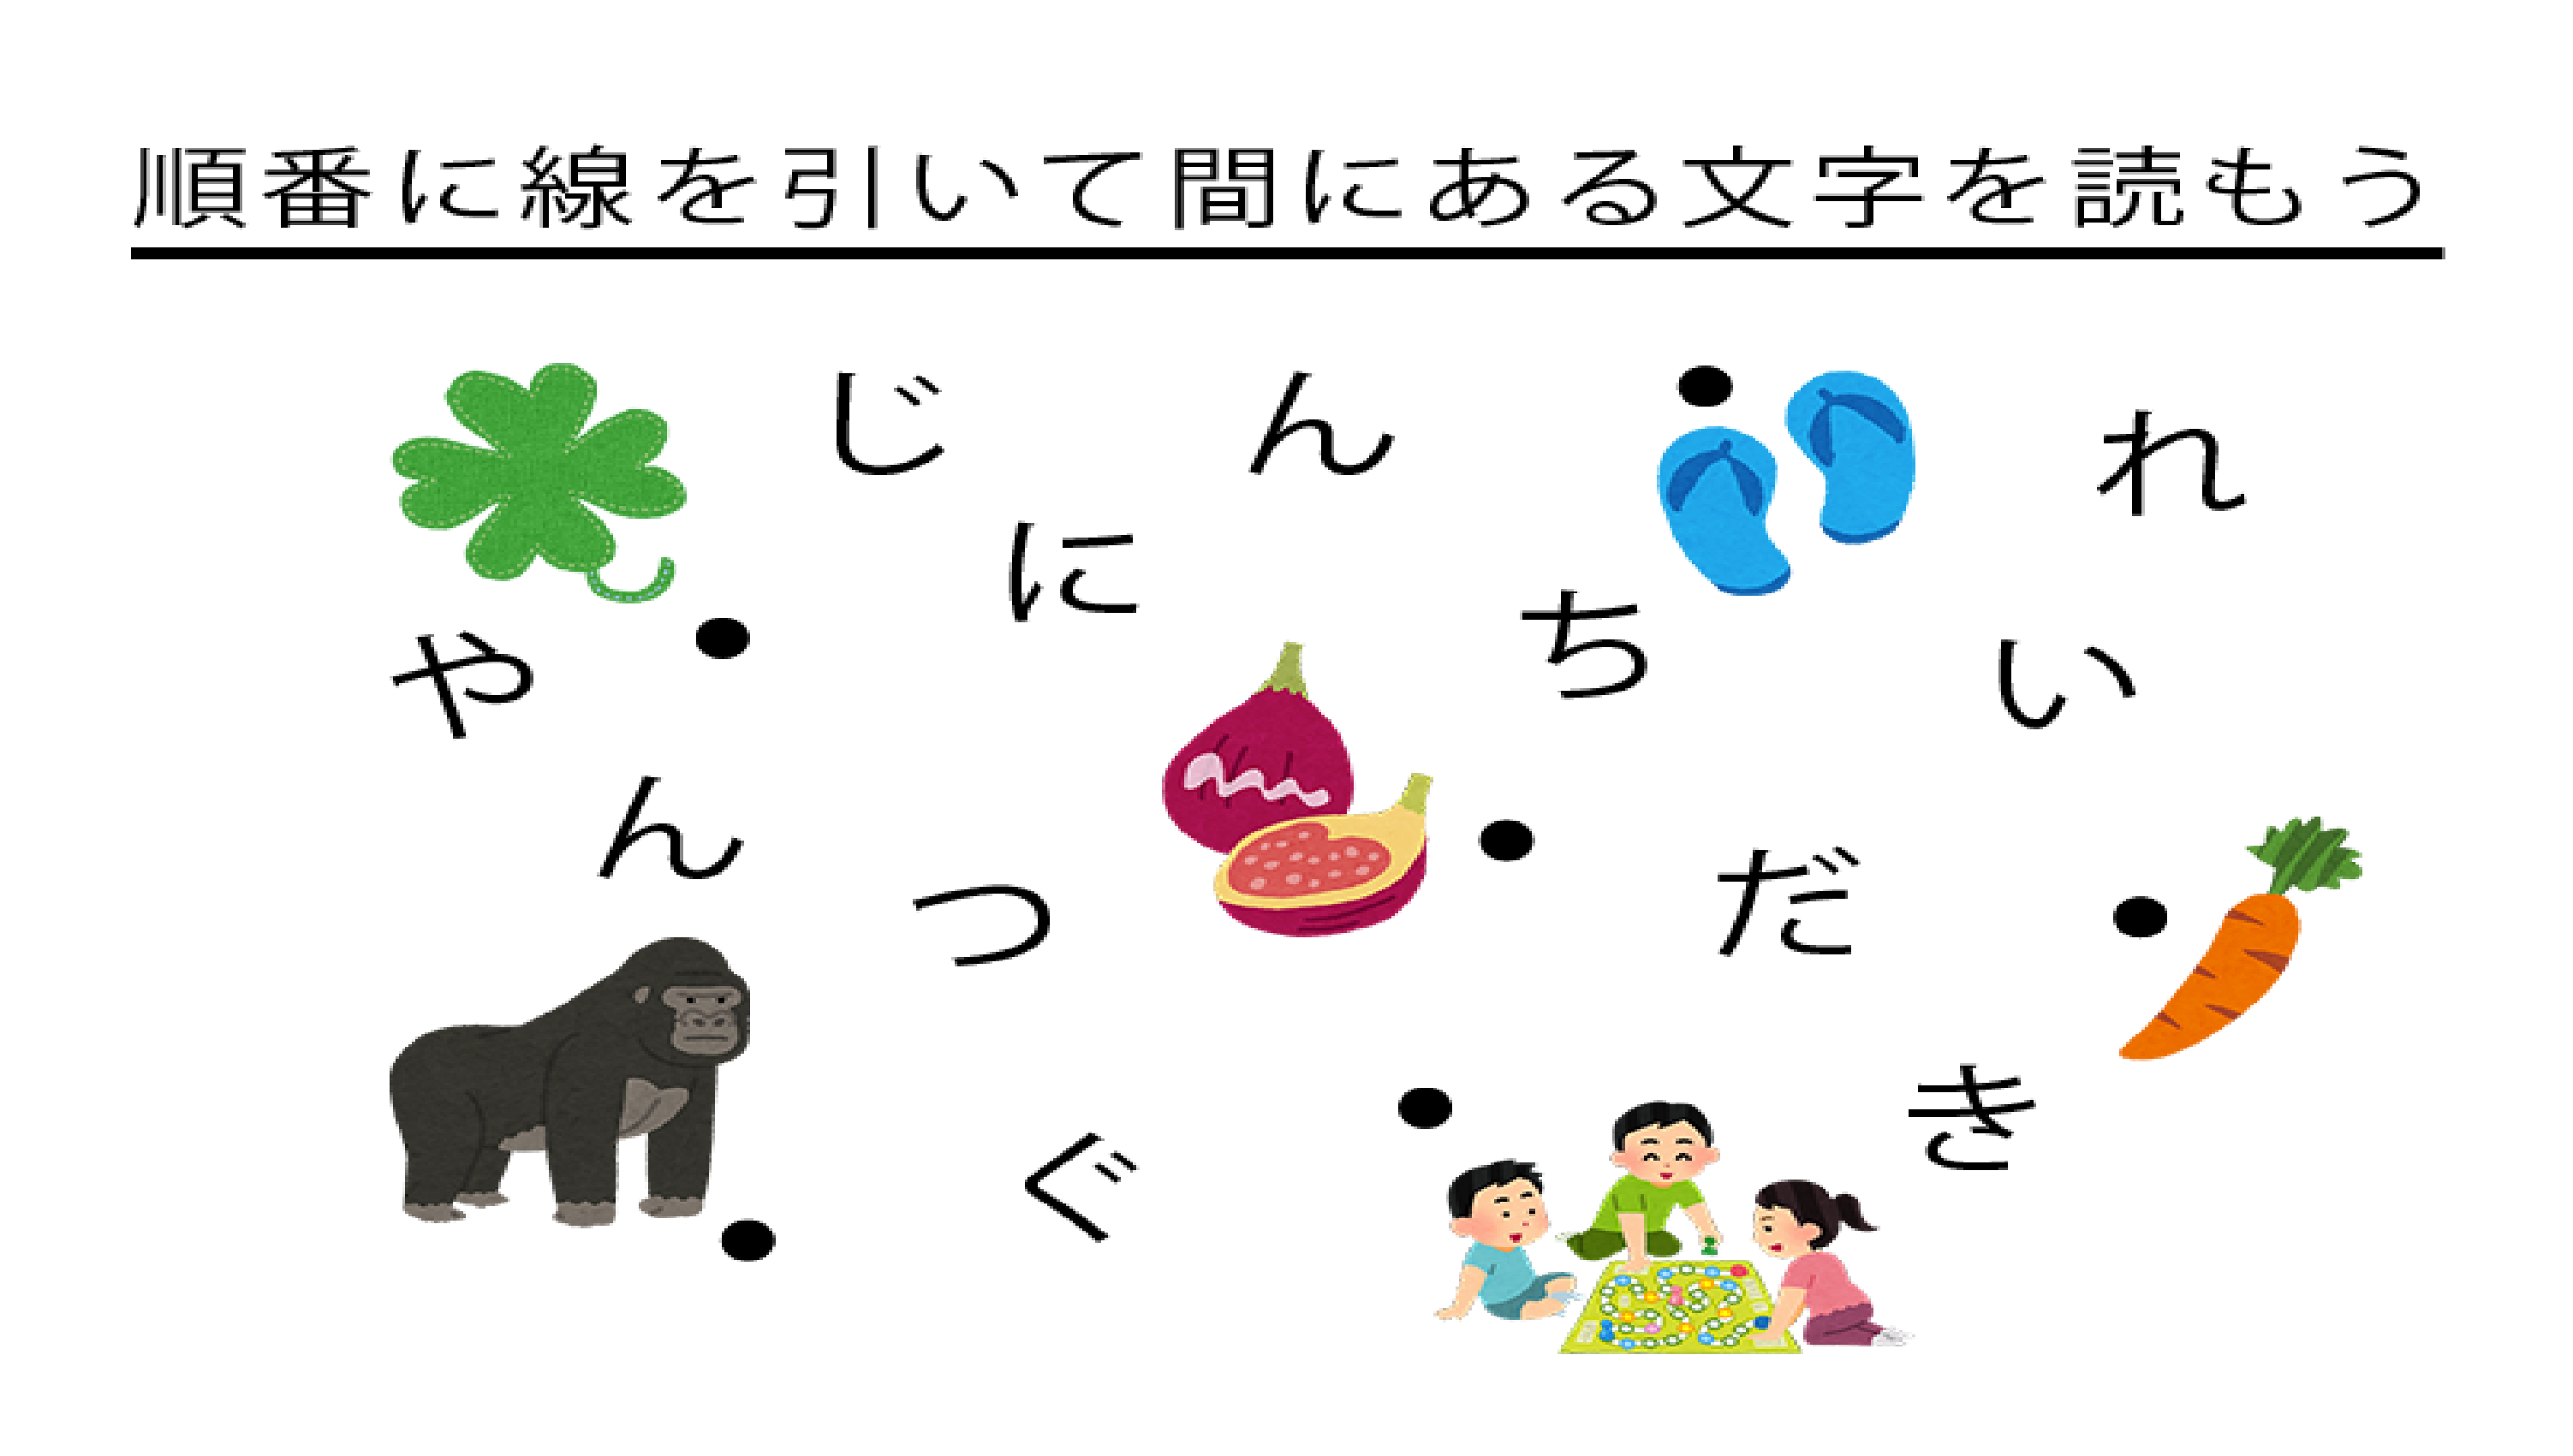 順番に線を引いて間にある文字を読もう
じ
ん
れ
に
ち
や
い
ん
つ
だ
き
ぐ